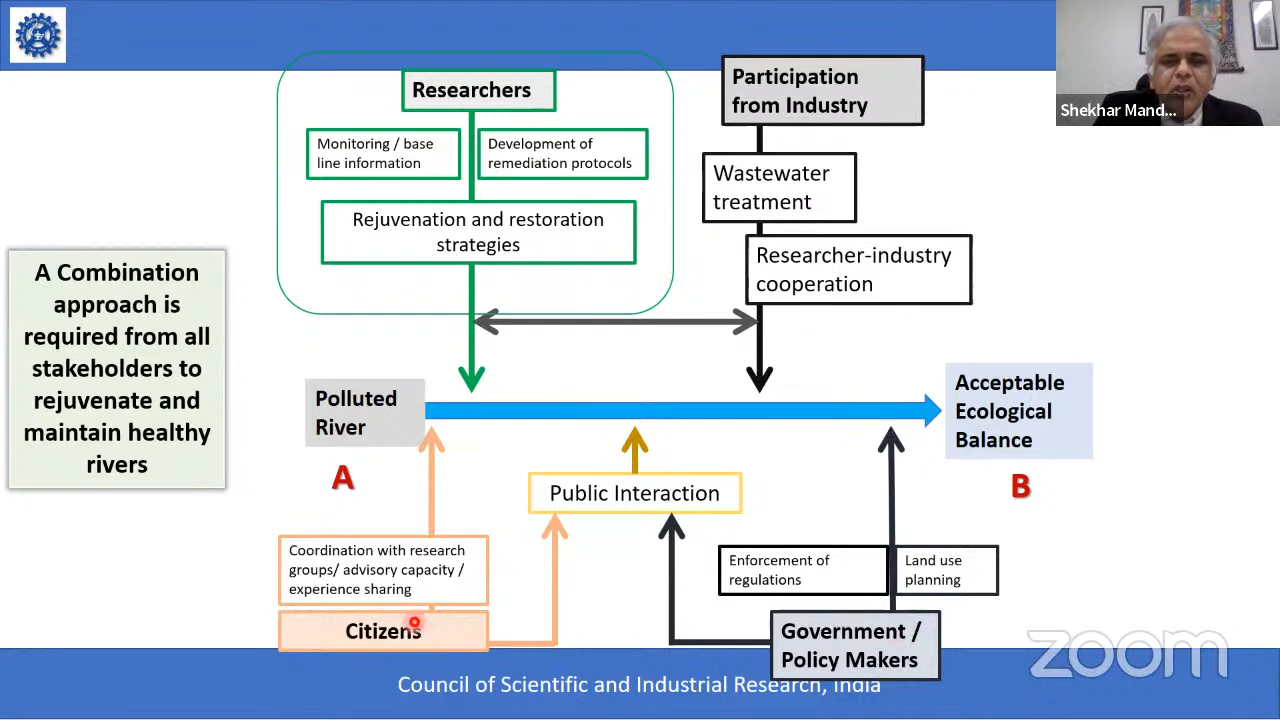 Researchers
Monitoring / base
line information
Development of
remediation protocols
Rejuvenation and restoration
strategies
Participation
from Industry
Wastewater
treatment
Researcher-industry
cooperation
Shekhar Mand...
A Combination
approach is
required from all
stakeholders to
rejuvenate and
maintain healthy
rivers
Polluted
River
A
Acceptable
Ecological
Balance
B
Public Interaction
Coordination with research
groups/ advisory capacity /
experience sharing
Citizens
Enforcement of
regulations
Land use
planning
Government /
Policy Makers
zoom
Council of Scientific and Industrial Research, India